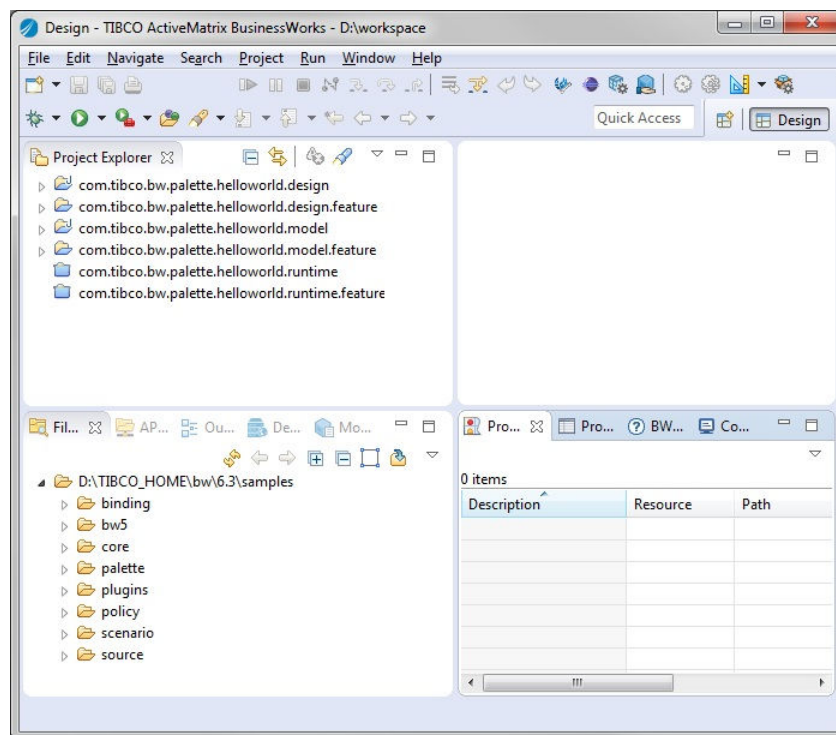 Design - TIBCO ActiveMatrix BusinessWorks - D:\workspace
File Edit Navigate Search Project Run Window Help
Quick Access Design
Project Explorer
com.tibco.bw.palette.helloworld.design
com.tibco.bw.palette.helloworld.design.feature
com.tibco.bw.palette.helloworld.model
com.tibco.bw.palette.helloworld.model.feature
com.tibco.bw.palette.helloworld.runtime
com.tibco.bw.palette.helloworld.runtime.feature
Fil... AP... Ou... De... Mo...
D:\TIBCO_HOME\bw\6.3\samples
binding
bw5
core
palette
plugins
policy
scenario
source
Pro... Pro... BW... Co...
0 items
Description Resource Path